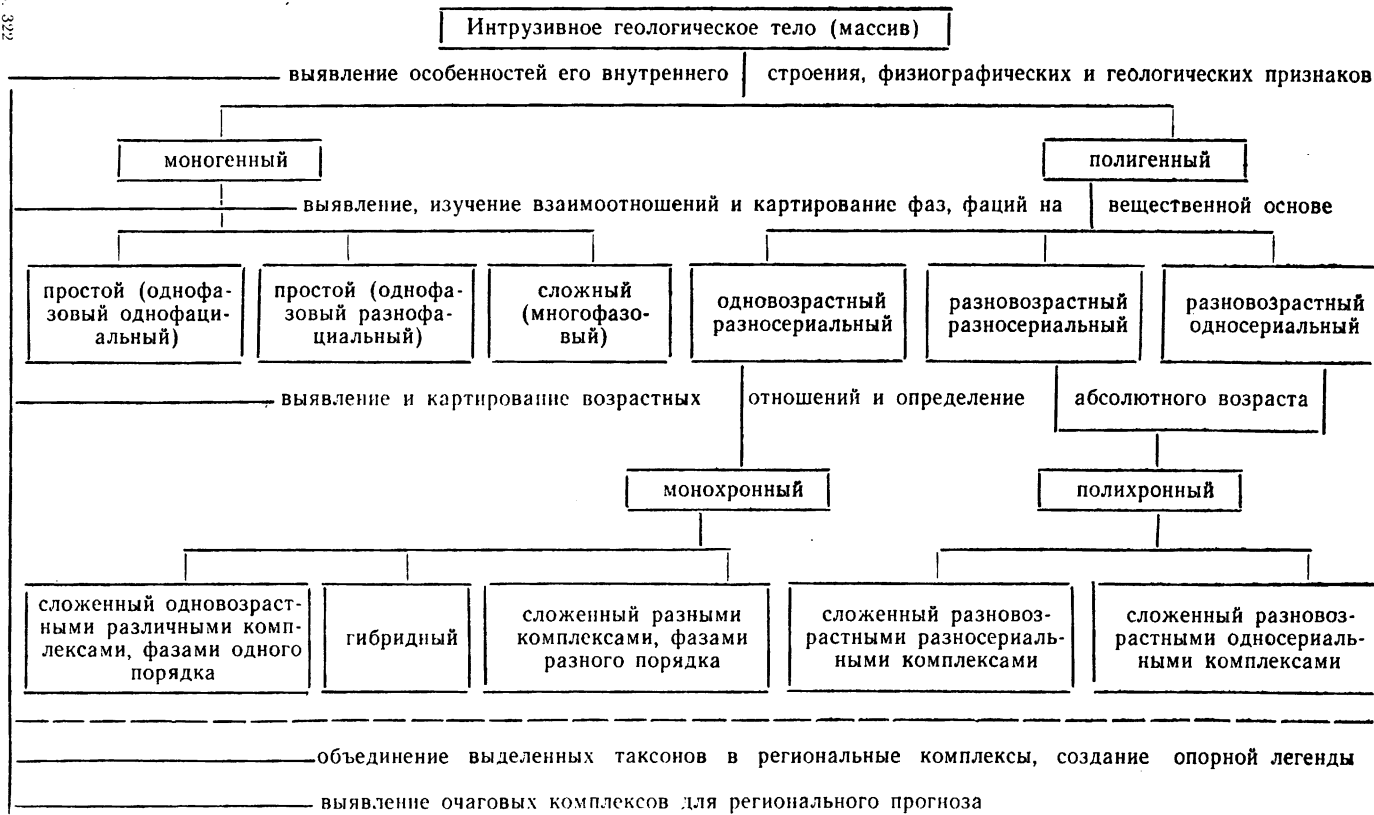 322
Интрузивное геологическое тело (массив)
выявление особенностей его внутреннего строения, физиографических и геологических признаков
моногенный
полигенный
выявление, изучение взаимоотношений и картирование фаз, фаций на вещественной основе
простой (однофа-
зовый однофаци-
альный)
простой (однофа-
зовый разнофа-
циальный)
сложный
(многофазо-
вый)
одновозрастный
разносериальный
разновозрастный
разносериальный
разновозрастный
односериальный
выявление и картирование возрастных отношений и определение абсолютного возраста
монохронный
полихронный
сложенный одновозраст-
ными различными комп-
лексами, фазами одного
порядка
гибридный
сложенный разными
комплексами, фазами
разного порядка
сложенный разновоз-
растными разносериаль-
ными комплексами
сложенный разновоз-
растными односериаль-
ными комплексами
объединение выделенных таксонов в региональные комплексы, создание опорной легенды
выявление очаговых комплексов для регионального прогноза